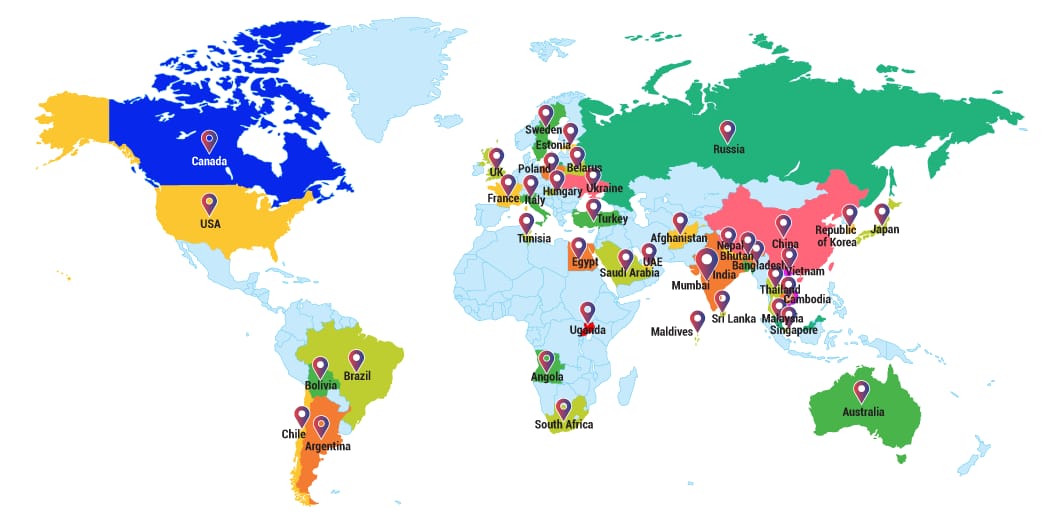 Canada
USA
Sweden
Estonia
UK
Poland
Belarus
France
Italy
Hungary
Ukraine
Turkey
Tunisia
Egypt
Saudi Arabia
UAE
Afghanistan
Russia
Nepal
Bhutan
Bangladesl
India
Mumbai
China
Republic
of Korea
Japan
Vietnam
Thailand
Cambodia
Malaysia
Singapore
Sri Lanka
Maldives
Uganda
Angola
South Africa
Brazil
Bolivia
Chile
Argentina
Australia